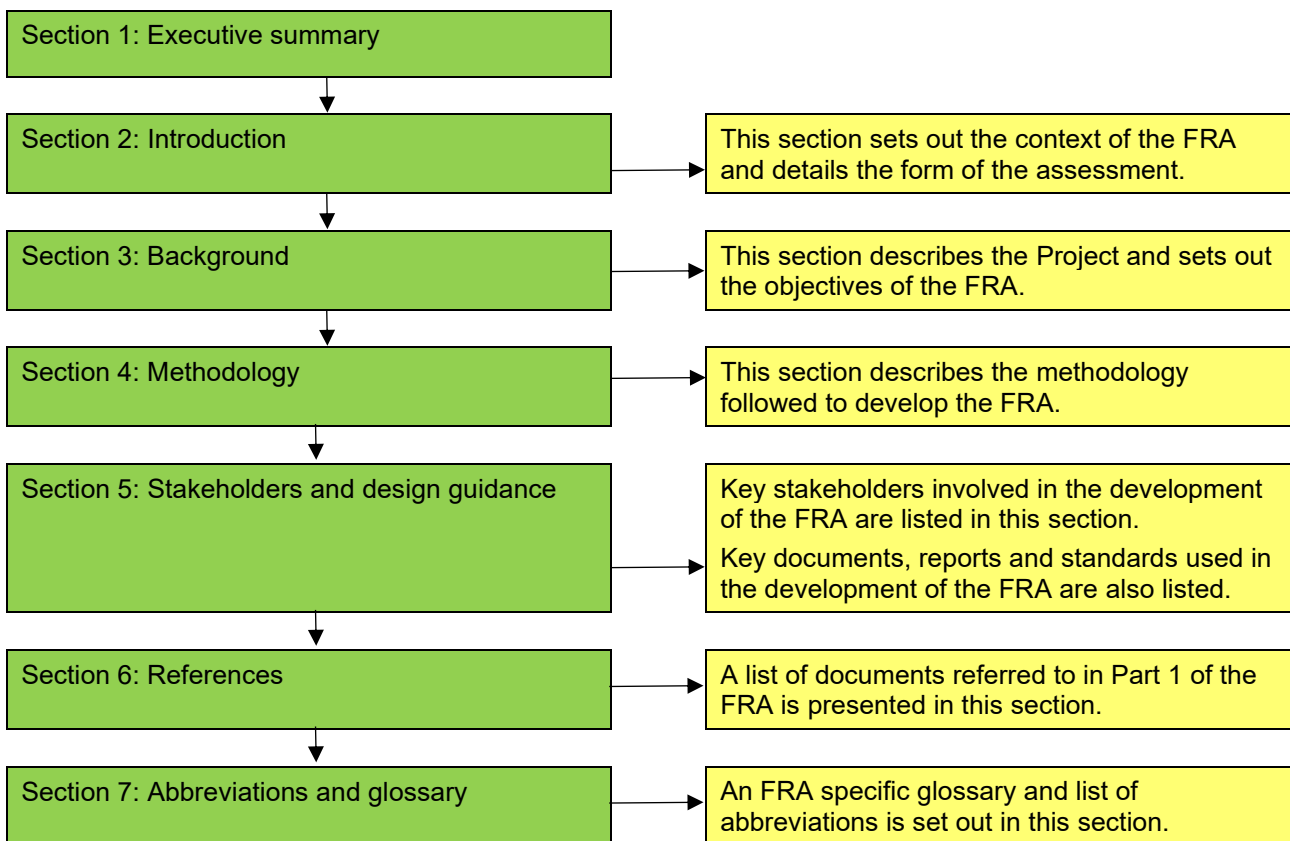 Section 1: Executive summary
Section 2: Introduction
This section sets out the context of the FRA
and details the form of the assessment.
Section 3: Background
This section describes the Project and sets out
the objectives of the FRA.
Section 4: Methodology
This section describes the methodology
followed to develop the FRA.
Section 5: Stakeholders and design guidance
Key stakeholders involved in the development
of the FRA are listed in this section.
Key documents, reports and standards used in
the development of the FRA are also listed.
Section 6: References
A list of documents referred to in Part 1 of the
FRA is presented in this section.
Section 7: Abbreviations and glossary
An FRA specific glossary and list of
abbreviations is set out in this section.